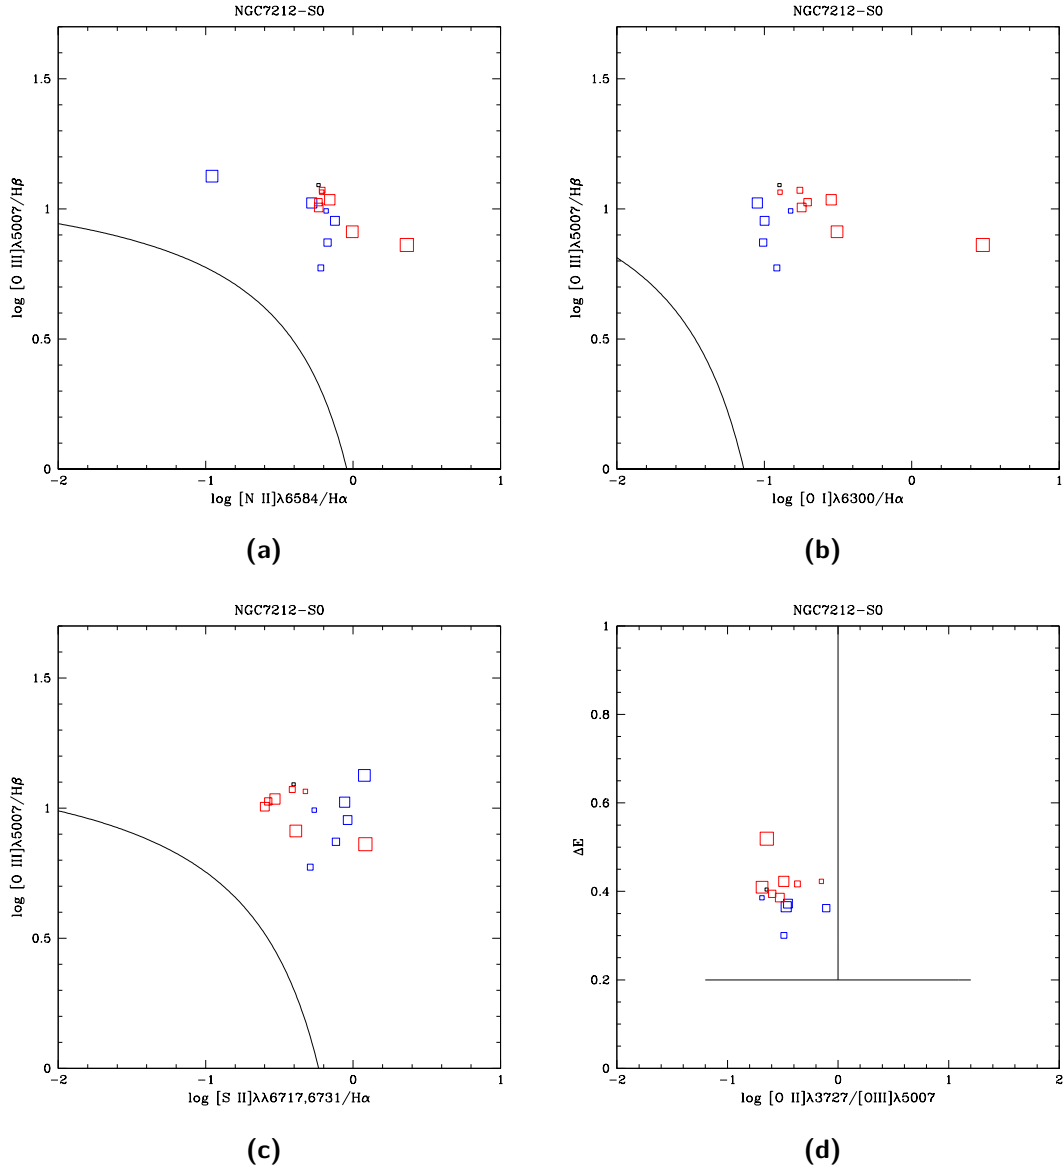 NGC7212-S0
NGC7212-S0
1.5
1
0.5
0
log [O III]λ5007/Hβ
-2
-1
0
1
log [N II]λ6584/Hα
1.5
1
0.5
0
log [O III]λ5007/Hβ
-2
-1
0
1
log [O I]λ6300/Hα
(a)
(b)
NGC7212-S0
NGC7212-S0
1.5
1
0.5
0
log [O III]λ5007/Hβ
-2
-1
0
1
log [S II]λλ6717,6731/Hα
1
0.8
0.6
0.4
0.2
0
ΔE
-2
-1
0
1
2
log [O II]λ3727/[OIII]λ5007
(c)
(d)